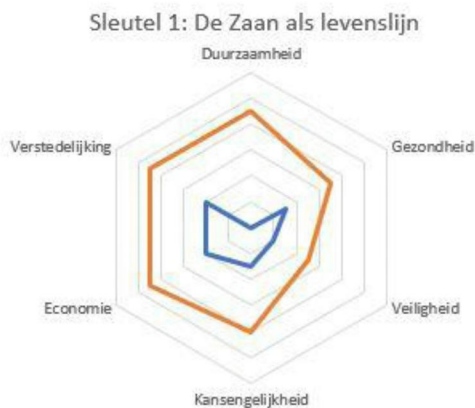 Sleutel 1: De Zaan als levenslijn
Duurzaamheid
Verstedelijking
Gezondheid
Economie
Veiligheid
Kansengelijkheid